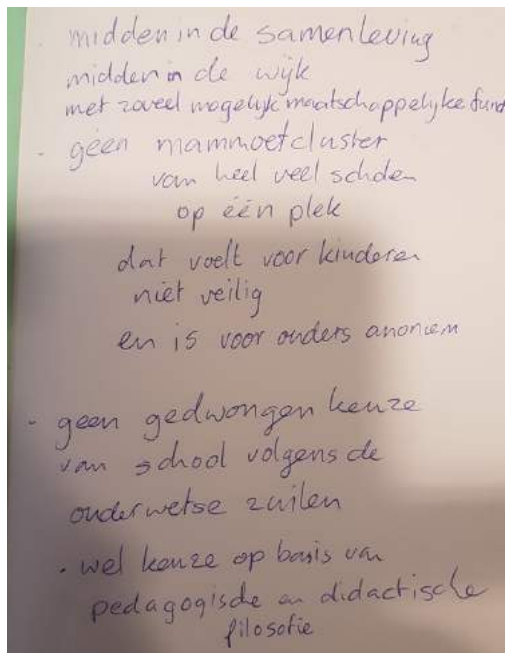 - midden in de samenleving
midden in de wijk
met zoveel mogelijk maatschappelijke funct
- geen mammoetcluster
van heel veel scholen
op één plek
dat voelt voor kinderen
niet veilig
en is voor ouders anoniem
- geen gedwongen keuze
van school volgens de
ouderwetse zuilen
. wel keuze op basis van
pedagogische en didactische
filosofie